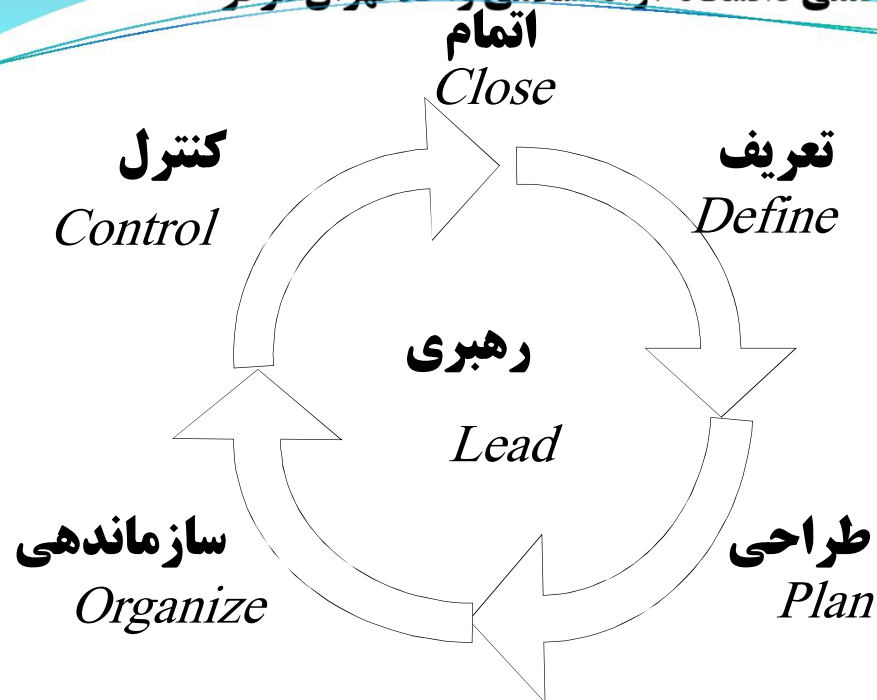 اتمام
Close
تعریف
Define
کنترل
Control
رهبری
Lead
طراحی
Plan
سازماندهی
Organize